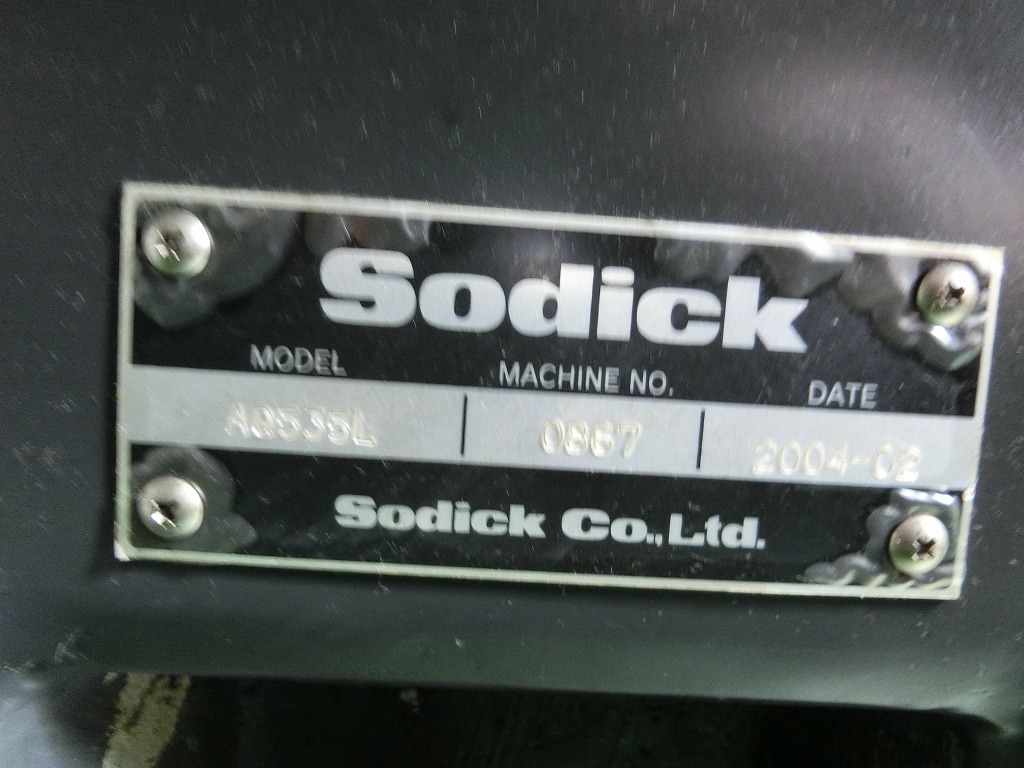 Sodick
MODEL MACHINE NO. DATE
AQ535L 0867 2004-02
Sodick Co.,Ltd.